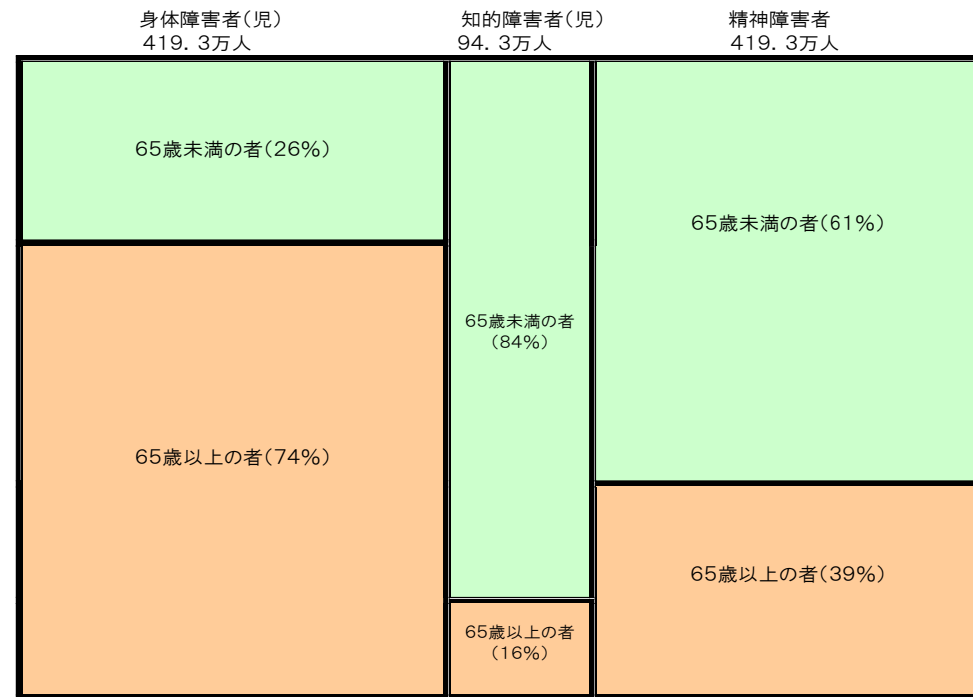 身体障害者(児)
419.3万人
知的障害者(児)
94.3万人
精神障害者
419.3万人
65歳未満の者(26%)
65歳以上の者(74%)
65歳未満の者
(84%)
65歳以上の者
(16%)
65歳未満の者(61%)
65歳以上の者(39%)